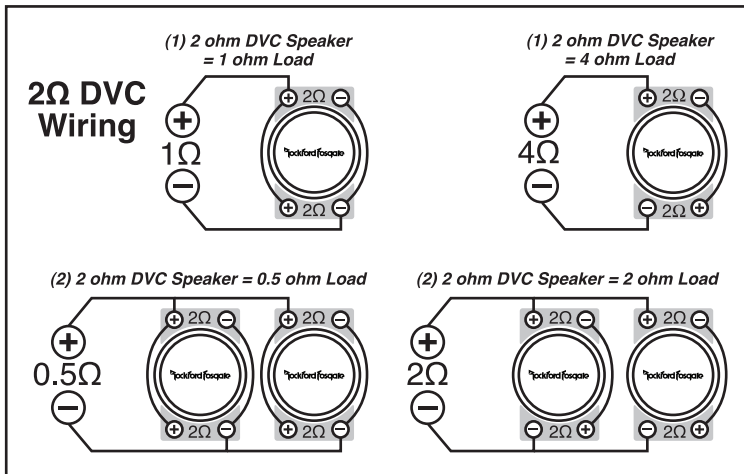 2Ω DVC
Wiring
(1) 2 ohm DVC Speaker
= 1 ohm Load
+ 2Ω −
+
1Ω
−
Rockford Fosgate
+ 2Ω −
(1) 2 ohm DVC Speaker
= 4 ohm Load
+ 2Ω −
+
4Ω
−
Rockford Fosgate
− 2Ω +
(2) 2 ohm DVC Speaker = 0.5 ohm Load
+ 2Ω − + 2Ω −
+
0.5Ω
−
Rockford Fosgate Rockford Fosgate
+ 2Ω − + 2Ω −
(2) 2 ohm DVC Speaker = 2 ohm Load
+ 2Ω − + 2Ω −
+
2Ω
−
Rockford Fosgate Rockford Fosgate
− 2Ω + − 2Ω +